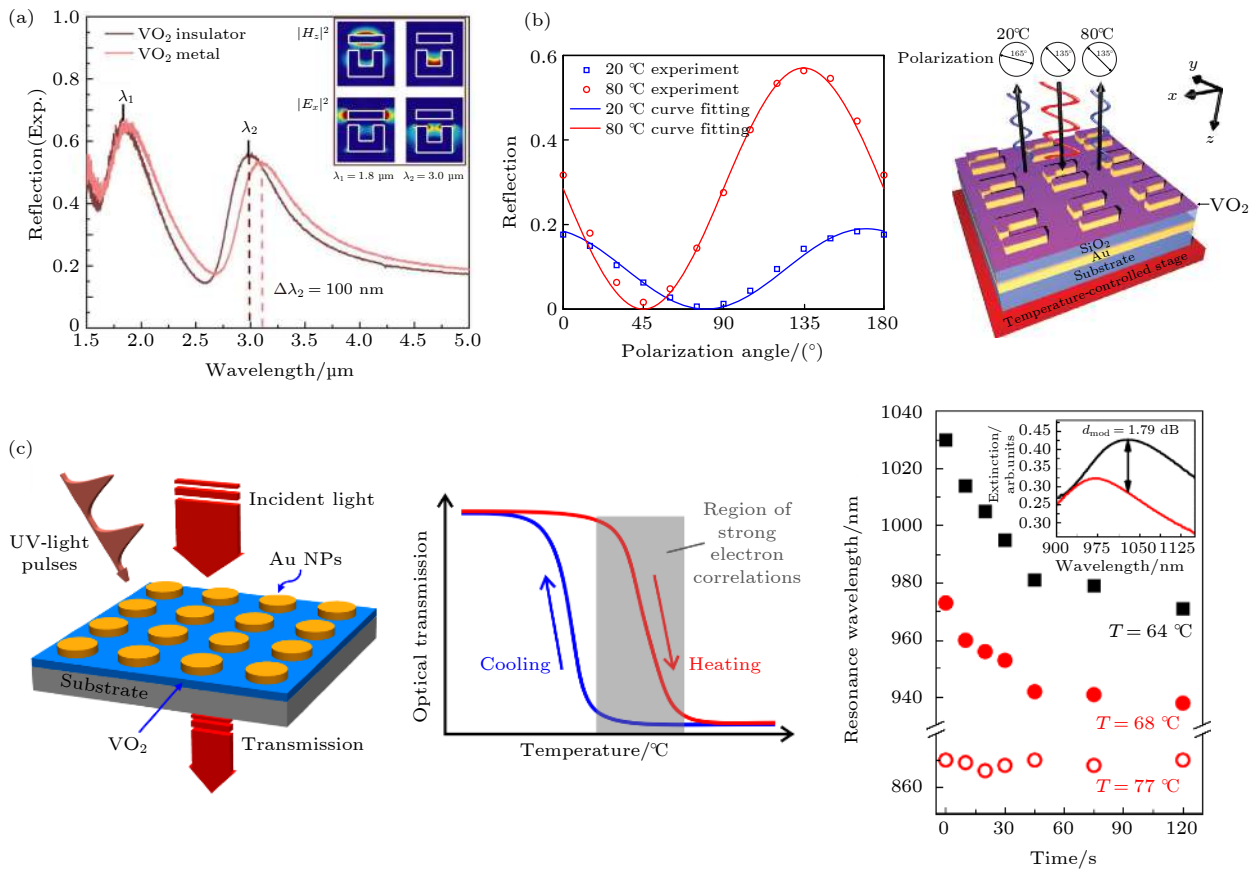 (a)
VO2 insulator
VO2 metal
|Hz|²
|Ex|²
λ1 = 1.8 μm
λ2 = 3.0 μm
λ1
λ2
Δλ2 = 100 nm
Reflection(Exp.)
1.0
0.8
0.6
0.4
0.2
0
1.5
2.0
2.5
3.0
3.5
4.0
4.5
5.0
Wavelength/μm
(b)
20 ℃ experiment
80 ℃ experiment
20 ℃ curve fitting
80 ℃ curve fitting
Reflection
0.6
0.4
0.2
0
0
45
90
135
180
Polarization angle/(°)
20℃
80℃
Polarization
165°
135°
135°
y
x
z
VO2
SiO2
Au
Substrate
Temperature-controlled stage
(c)
UV-light
pulses
Incident light
Au NPs
Substrate
VO2
Transmission
Optical transmission
Region of
strong
electron
correlations
Cooling
Heating
Temperature/℃
Resonance wavelength/nm
1040
1020
1000
980
960
940
860
Extinction/
arb.units
0.45
0.40
0.35
0.30
dmod = 1.79 dB
900
975
1050
1125
Wavelength/nm
T = 64 ℃
T = 68 ℃
T = 77 ℃
0
30
60
90
120
Time/s